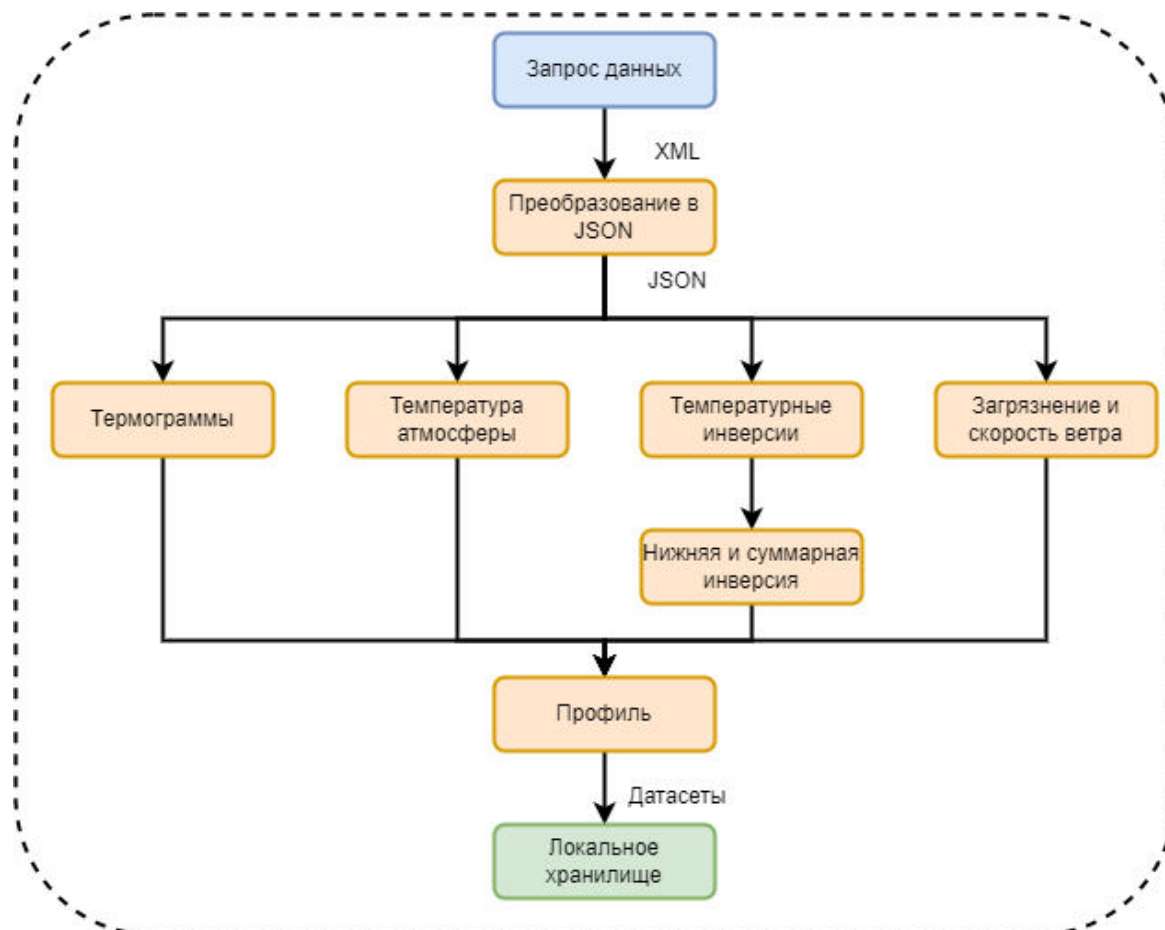 Запрос данных
XML
Преобразование в
JSON
JSON
Термограммы
Температура
атмосферы
Температурные
инверсии
Загрязнение и
скорость ветра
Нижняя и суммарная
инверсия
Профиль
Датасеты
Локальное
хранилище